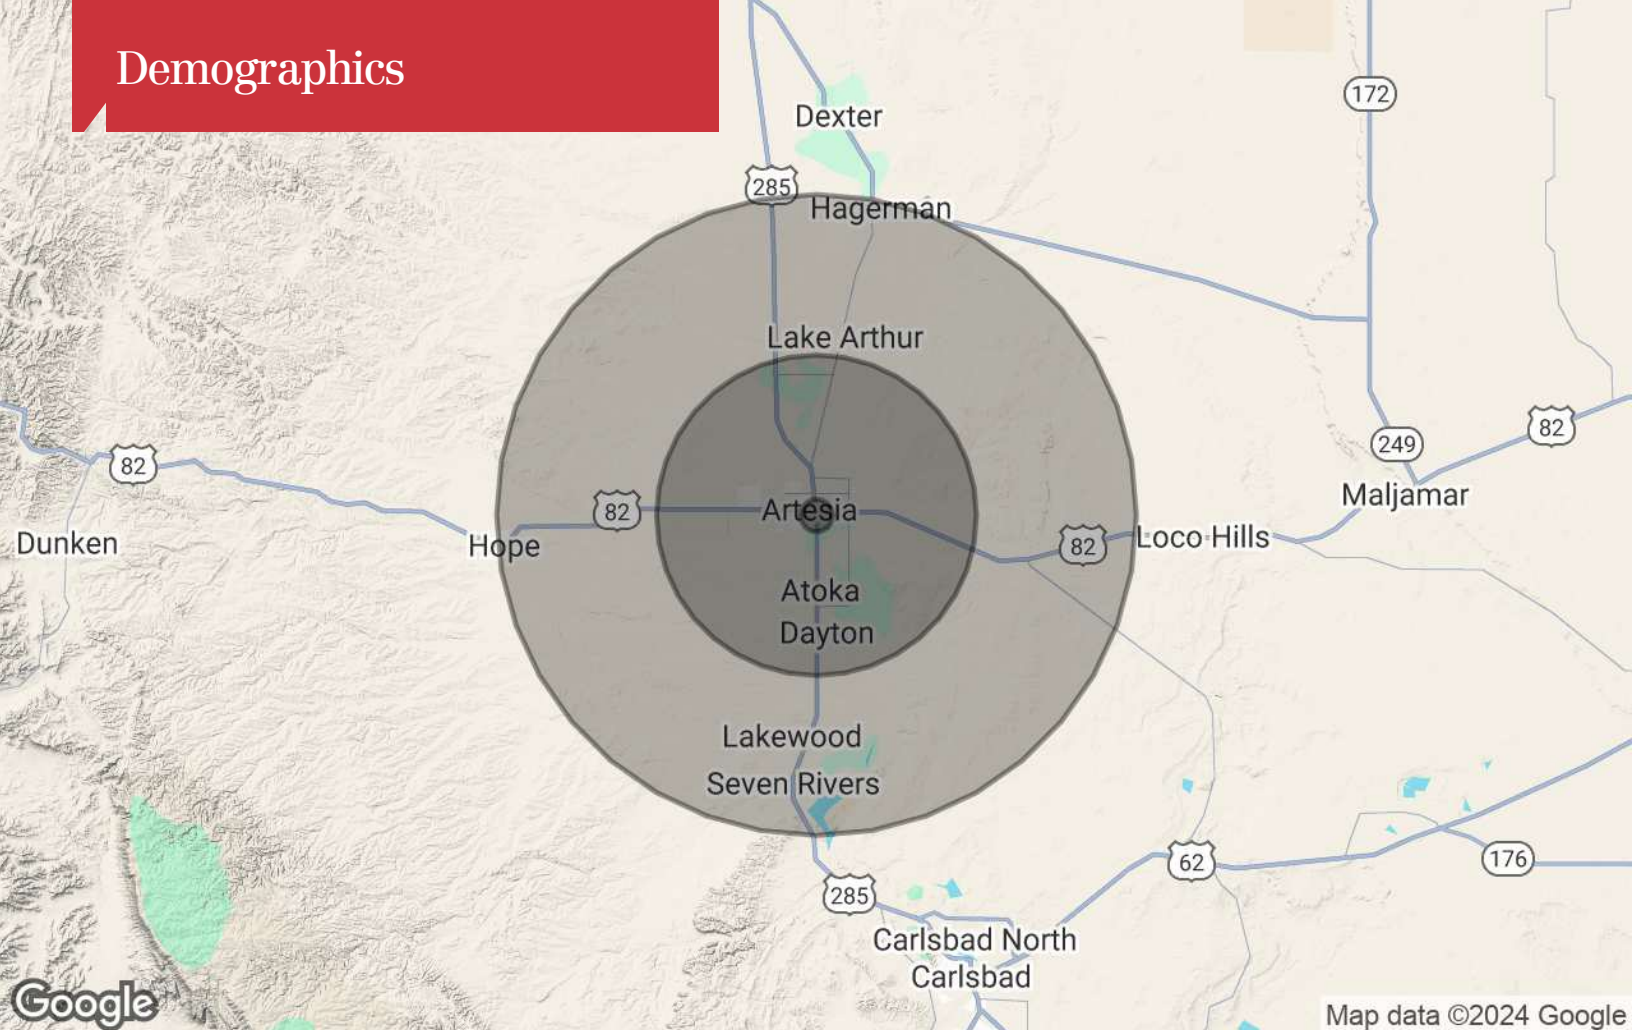 Demographics
172
Dexter
285
Hagerman
Lake Arthur
82
249
82
Maljamar
82
Artesia
82
Loco Hills
Dunken
Hope
Atoka
Dayton
Lakewood
Seven Rivers
62
176
285
Carlsbad North
Carlsbad
Google
Map data ©2024 Google